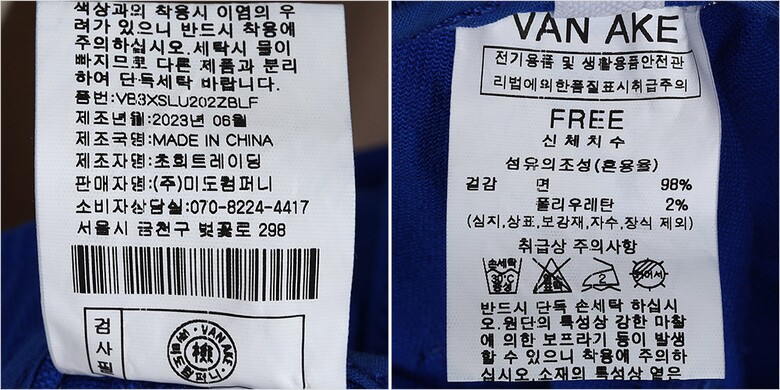 색상과의 착용시 이염의 우
려가 있으니 반드시 착용에
주의하십시오.세탁시 물이
빠지므로 다른 제품과 분리
하여 단독세탁 바랍니다.
품번:VB3XSLU202ZBLF
제조년월:2023년 06월
제조국명:MADE IN CHINA
제조자명:초희트레이딩
판매자명:(주)미도컴퍼니
소비자상담실:070-8224-4417
서울시 금천구 벚꽃로 298
검사필
VAN AKE
VAN AKE
전기용품 및 생활용품안전관
리법에의한품질표시취급주의
FREE
신체치수
섬유의조성(혼용율)
겉감 면 98%
폴리우레탄 2%
(심지,상표,보강재,자수,장식 제외)
취급상 주의사항
손세탁
30°C
중성
2
드라이
반드시 단독 손세탁 하십시
오.원단의 특성상 강한 마찰
에 의한 보프라기 등이 발생
할 수 있으니 착용에 주의하
십시오.소재의 특성상 옅은